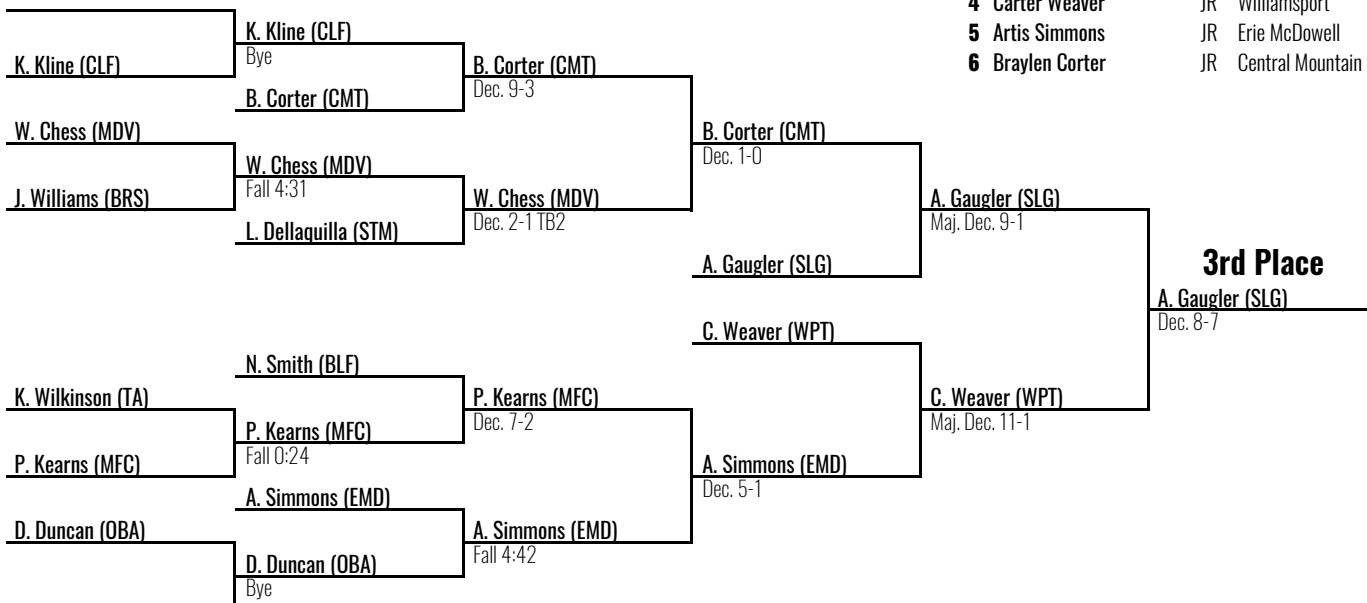 4 Carter Weaver JR Williamsport
5 Artis Simmons JR Erie McDowell
6 Braylen Corter JR Central Mountain
K. Kline (CLF)
Bye
K. Kline (CLF)
B. Corter (CMT)
Dec. 9-3
B. Corter (CMT)
W. Chess (MDV)
B. Corter (CMT)
Dec. 1-0
W. Chess (MDV)
Fall 4:31
J. Williams (BRS)
W. Chess (MDV)
Dec. 2-1 TB2
A. Gaugler (SLG)
Maj. Dec. 9-1
L. Dellaquilla (STM)
A. Gaugler (SLG)
3rd Place
A. Gaugler (SLG)
Dec. 8-7
C. Weaver (WPT)
N. Smith (BLF)
K. Wilkinson (TA)
P. Kearns (MFC)
Dec. 7-2
C. Weaver (WPT)
Maj. Dec. 11-1
P. Kearns (MFC)
Fall 0:24
P. Kearns (MFC)
A. Simmons (EMD)
Dec. 5-1
A. Simmons (EMD)
D. Duncan (OBA)
A. Simmons (EMD)
Fall 4:42
D. Duncan (OBA)
Bye